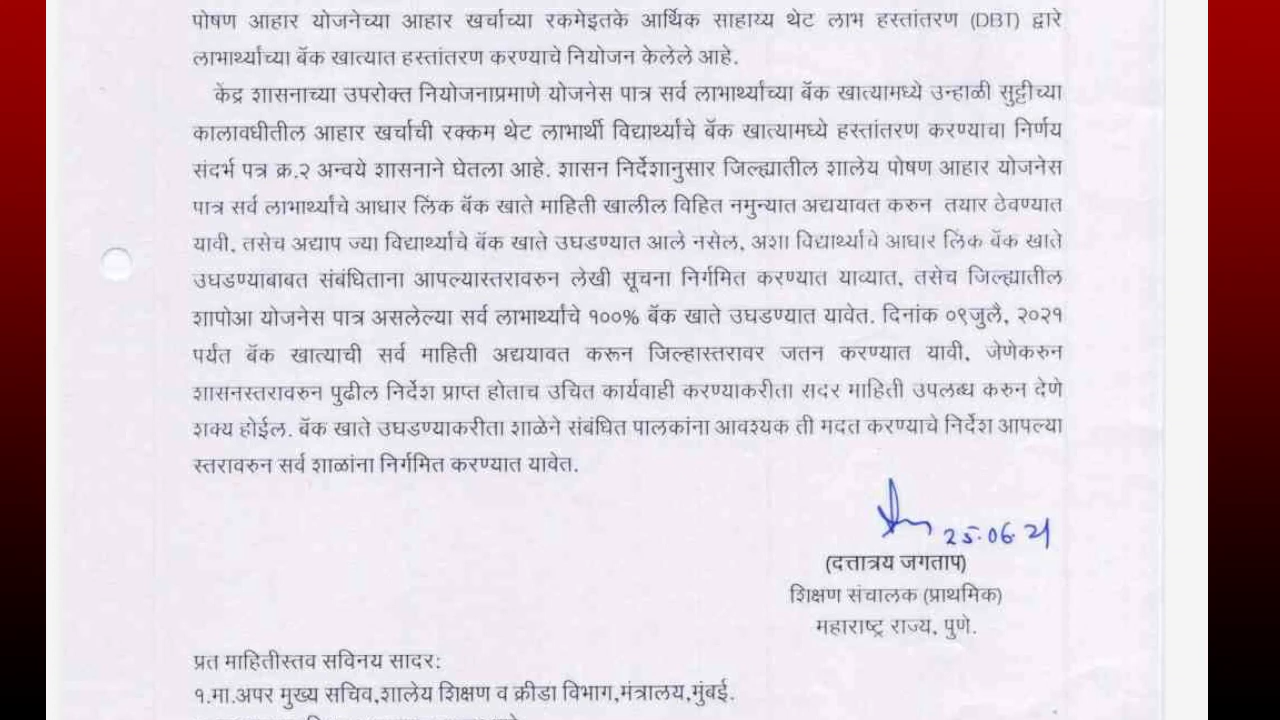 पोषण आहार योजनेच्या आहार खर्चाच्या रकमेइतके आर्थिक साहाय्य थेट लाभ हस्तांतरण (DBT) द्वारे
लाभार्थ्यांच्या बॅक खात्यात हस्तांतरण करण्याचे नियोजन केलेले आहे.
केंद्र शासनाच्या उपरोक्त नियोजनाप्रमाणे योजनेस पात्र सर्व लाभार्थ्यांच्या बॅक खात्यामध्ये उन्हाळी सुट्टीच्या
कालावधीतील आहार खर्चाची रक्कम थेट लाभार्थी विद्यार्थ्यांचे बॅक खात्यामध्ये हस्तांतरण करण्याचा निर्णय
संदर्भ पत्र क्र.२ अन्वये शासनाने घेतला आहे. शासन निर्देशानुसार जिल्ह्यातील शालेय पोषण आहार योजनेस
पात्र सर्व लाभार्थ्यांचे आधार लिंक बॅक खाते माहिती खालील विहित नमुन्यात अद्ययावत करुन तयार ठेवण्यात
यावी. तसेच अद्याप ज्या विद्यार्थ्यांचे बॅक खाते उघडण्यात आले नसेल, अशा विद्यार्थ्यांचे आधार लिंक बॅक खाते
उघडण्याबाबत संबंधिताना आपल्यास्तरावरुन लेखी सूचना निर्गमित करण्यात याव्यात, तसेच जिल्ह्यातील
शापोआ योजनेस पात्र असलेल्या सर्व लाभार्थ्यांचे १००% बॅक खाते उघडण्यात यावेत. दिनांक ०९जुलै, २०२१
पर्यंत बॅक खात्याची सर्व माहिती अद्ययावत करून जिल्हास्तरावर जतन करण्यात यावी, जेणेकरुन
शासनस्तरावरुन पुढील निर्देश प्राप्त होताच उचित कार्यवाही करण्याकरीता सदर माहिती उपलब्ध करुन देणे
शक्य होईल. बॅक खाते उघडण्याकरीता शाळेने संबंधित पालकांना आवश्यक ती मदत करण्याचे निर्देश आपल्या
स्तरावरुन सर्व शाळांना निर्गमित करण्यात यावेत.
25.06.21
(दत्तात्रय जगताप)
शिक्षण संचालक (प्राथमिक)
महाराष्ट्र राज्य, पुणे.
प्रत माहितीस्तव सविनय सादर:
१.मा.अपर मुख्य सचिव,शालेय शिक्षण व क्रीडा विभाग,मंत्रालय,मुंबई.